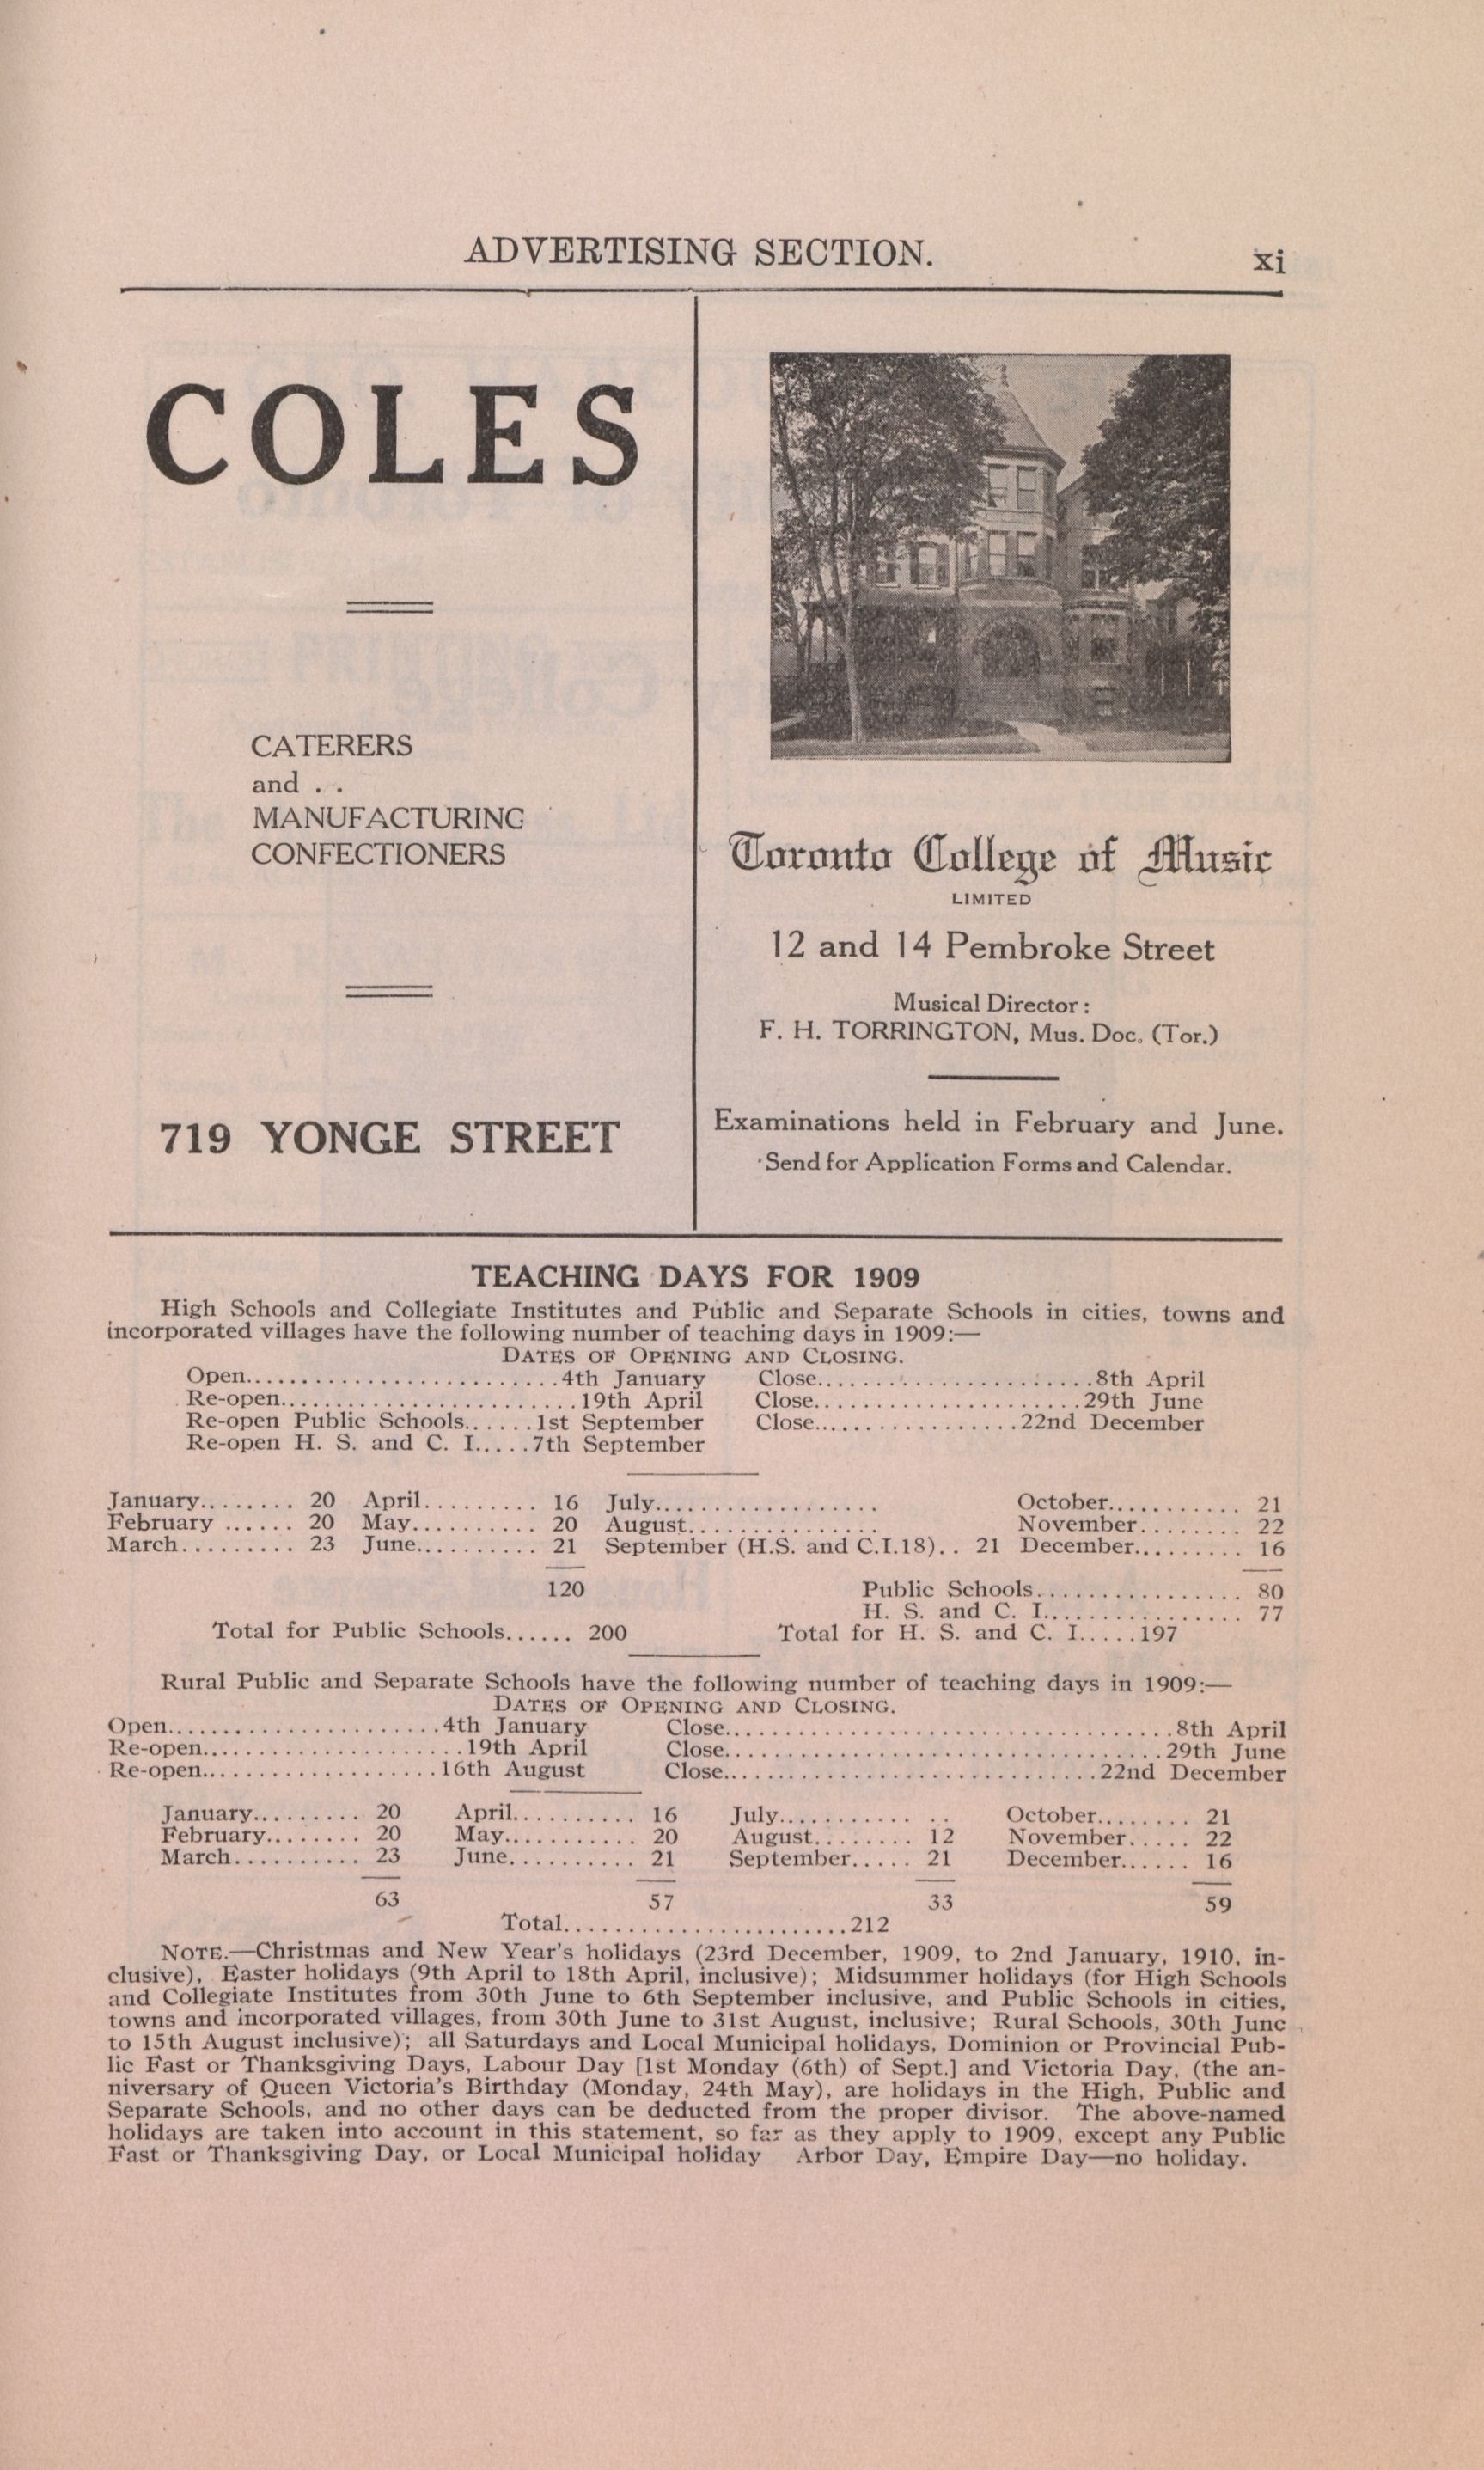 ADVERTISING SECTION. xi
COLES
CATERERS
and . .
MANUFACTURING
CONFECTIONERS
719 YONGE STREET
Toronto College of Music
LIMITED
12 and 14 Pembroke Street
Musical Director :
F. H. TORRINGTON, Mus. Doc. (Tor.)
Examinations held in February and June.
Send for Application Forms and Calendar.
TEACHING DAYS FOR 1909
High Schools and Collegiate Institutes and Public and Separate Schools in cities, towns and
incorporated villages have the following number of teaching days in 1909:—
DATES OF OPENING AND CLOSING.
Open..........................4th January Close.......................8th April
Re-open.........................19th April Close......................29th June
Re-open Public Schools......1st September Close.................22nd December
Re-open H. S. and C. I.....7th September
January........ 20 April.......... 16 July................... October............ 21
February ...... 20 May........... 20 August................ November........ 22
March......... 23 June........... 21 September (H.S. and C.I.18).. 21 December.......... 16
120 Public Schools................. 80
H. S. and C. I................. 77
Total for Public Schools...... 200 Total for H. S. and C. I.....197
Rural Public and Separate Schools have the following number of teaching days in 1909:—
DATES OF OPENING AND CLOSING.
Open.......................4th January Close.....................................8th April
Re-open......................19th April Close....................................29th June
Re-open...................16th August Close...............................22nd December
January......... 20 April........... 16 July............ .. October........ 21
February........ 20 May............ 20 August........ 12 November..... 22
March.......... 23 June........... 21 September..... 21 December...... 16
63 57 33 59
Total........................212
NOTE.—Christmas and New Year's holidays (23rd December, 1909, to 2nd January, 1910, in-
clusive), Easter holidays (9th April to 18th April, inclusive); Midsummer holidays (for High Schools
and Collegiate Institutes from 30th June to 6th September inclusive, and Public Schools in cities,
towns and incorporated villages, from 30th June to 31st August, inclusive; Rural Schools, 30th June
to 15th August inclusive); all Saturdays and Local Municipal holidays, Dominion or Provincial Pub-
lic Fast or Thanksgiving Days, Labour Day [1st Monday (6th) of Sept.] and Victoria Day, (the an-
niversary of Queen Victoria's Birthday (Monday, 24th May), are holidays in the High, Public and
Separate Schools, and no other days can be deducted from the proper divisor. The above-named
holidays are taken into account in this statement, so far as they apply to 1909, except any Public
Fast or Thanksgiving Day, or Local Municipal holiday Arbor Day, Empire Day—no holiday.